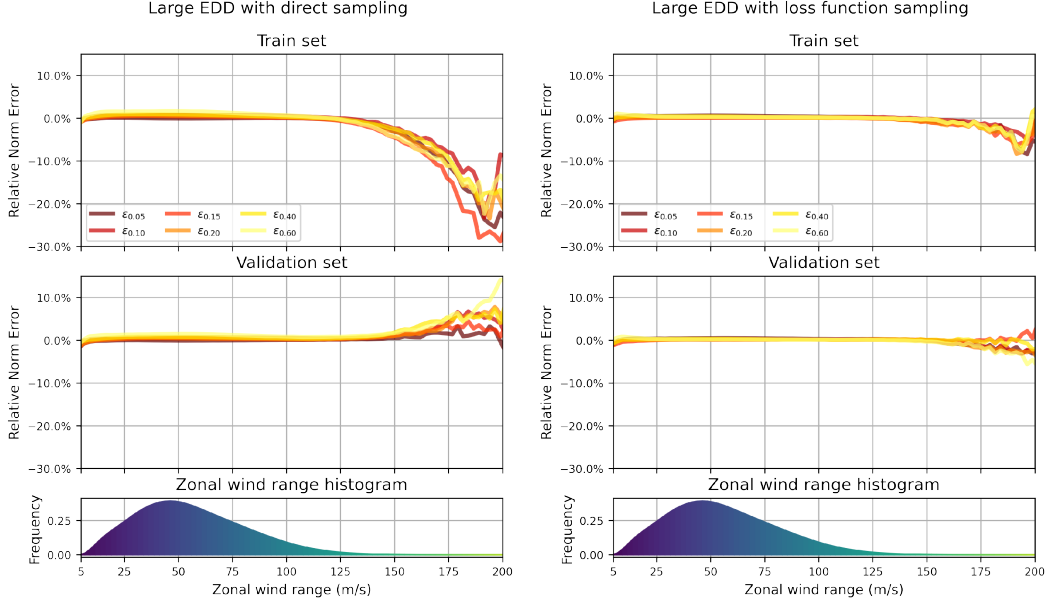 Large EDD with direct sampling
Train set
Relative Norm Error
10.0%
0.0%
−10.0%
−20.0%
−30.0%
ε0.05 ε0.15 ε0.40
ε0.10 ε0.20 ε0.60
Validation set
Relative Norm Error
10.0%
0.0%
−10.0%
−20.0%
−30.0%
Zonal wind range histogram
Frequency
0.25
0.00
5 25 50 75 100 125 150 175 200
Zonal wind range (m/s)
Large EDD with loss function sampling
Train set
Relative Norm Error
10.0%
0.0%
−10.0%
−20.0%
−30.0%
ε0.05 ε0.15 ε0.40
ε0.10 ε0.20 ε0.60
Validation set
Relative Norm Error
10.0%
0.0%
−10.0%
−20.0%
−30.0%
Zonal wind range histogram
Frequency
0.25
0.00
5 25 50 75 100 125 150 175 200
Zonal wind range (m/s)